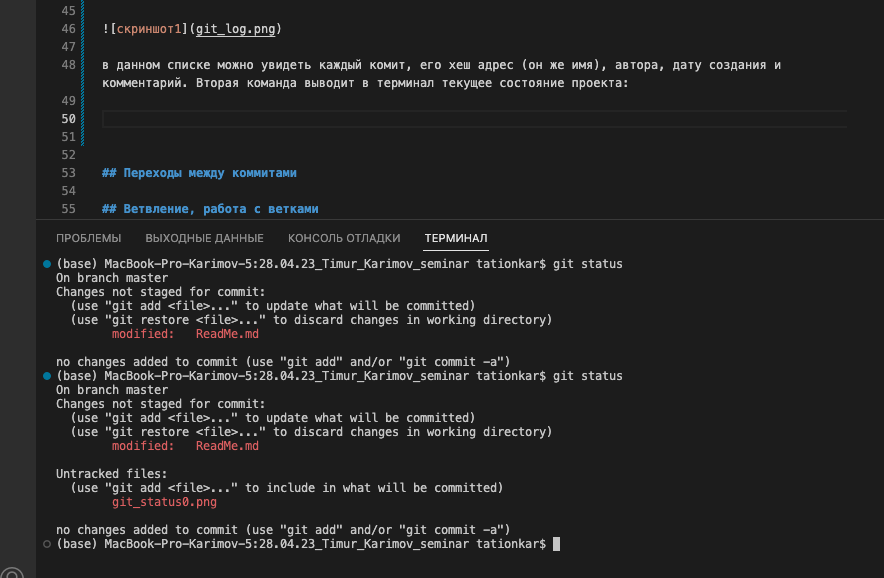 45
46 ![скриншот1](git_log.png)
47
48 в данном списке можно увидеть каждый комит, его хеш адрес (он же имя), автора, дату создания и
комментарий. Вторая команда выводит в терминал текущее состояние проекта:
49
50
51
52
53 ## Переходы между коммитами
54
55 ## Ветвление, работа с ветками
ПРОБЛЕМЫ ВЫХОДНЫЕ ДАННЫЕ КОНСОЛЬ ОТЛАДКИ ТЕРМИНАЛ
(base) MacBook-Pro-Karimov-5:28.04.23_Timur_Karimov_seminar tationkar$ git status
On branch master
Changes not staged for commit:
(use "git add <file>..." to update what will be committed)
(use "git restore <file>..." to discard changes in working directory)
modified: ReadMe.md
no changes added to commit (use "git add" and/or "git commit -a")
(base) MacBook-Pro-Karimov-5:28.04.23_Timur_Karimov_seminar tationkar$ git status
On branch master
Changes not staged for commit:
(use "git add <file>..." to update what will be committed)
(use "git restore <file>..." to discard changes in working directory)
modified: ReadMe.md
Untracked files:
(use "git add <file>..." to include in what will be committed)
git_status0.png
no changes added to commit (use "git add" and/or "git commit -a")
(base) MacBook-Pro-Karimov-5:28.04.23_Timur_Karimov_seminar tationkar$